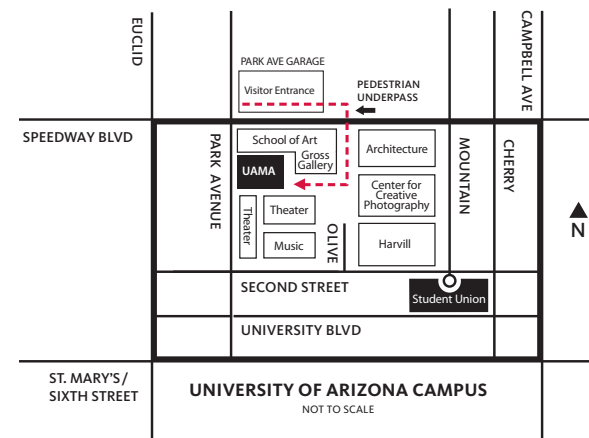 EUCLID
CAMPBELL AVE
PARK AVE GARAGE
Visitor Entrance
PEDESTRIAN
UNDERPASS
SPEEDWAY BLVD
PARK AVENUE
School of Art
Gross
Gallery
UAMA
Architecture
MOUNTAIN
CHERRY
Center for
Creative
Photography
Theater
Theater
Music
OLIVE
Harvill
N
SECOND STREET
Student Union
UNIVERSITY BLVD
ST. MARY'S/
SIXTH STREET
UNIVERSITY OF ARIZONA CAMPUS
NOT TO SCALE